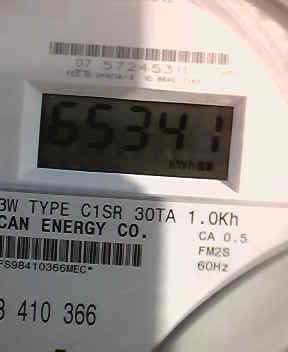 65341
KWh
3W TYPE C1SR 30TA 1.0Kh
CAN ENERGY CO.
CA 0.5
FM2S
60Hz
FS98410366MEC*
8 410 366